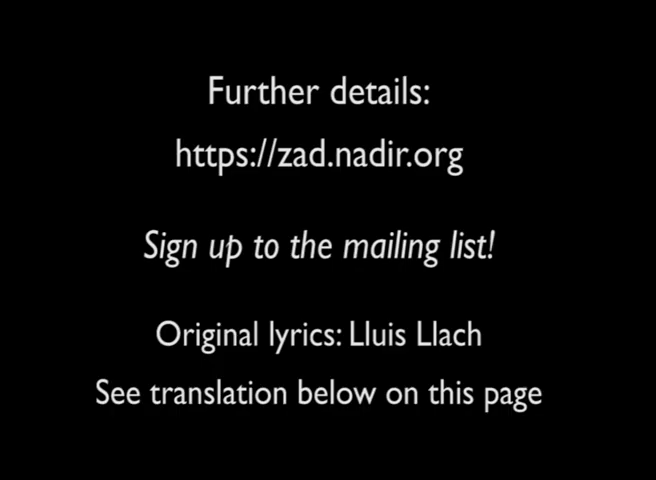 Further details:
https://zad.nadir.org
Sign up to the mailing list!
Original lyrics: Lluis Llach
See translation below on this page